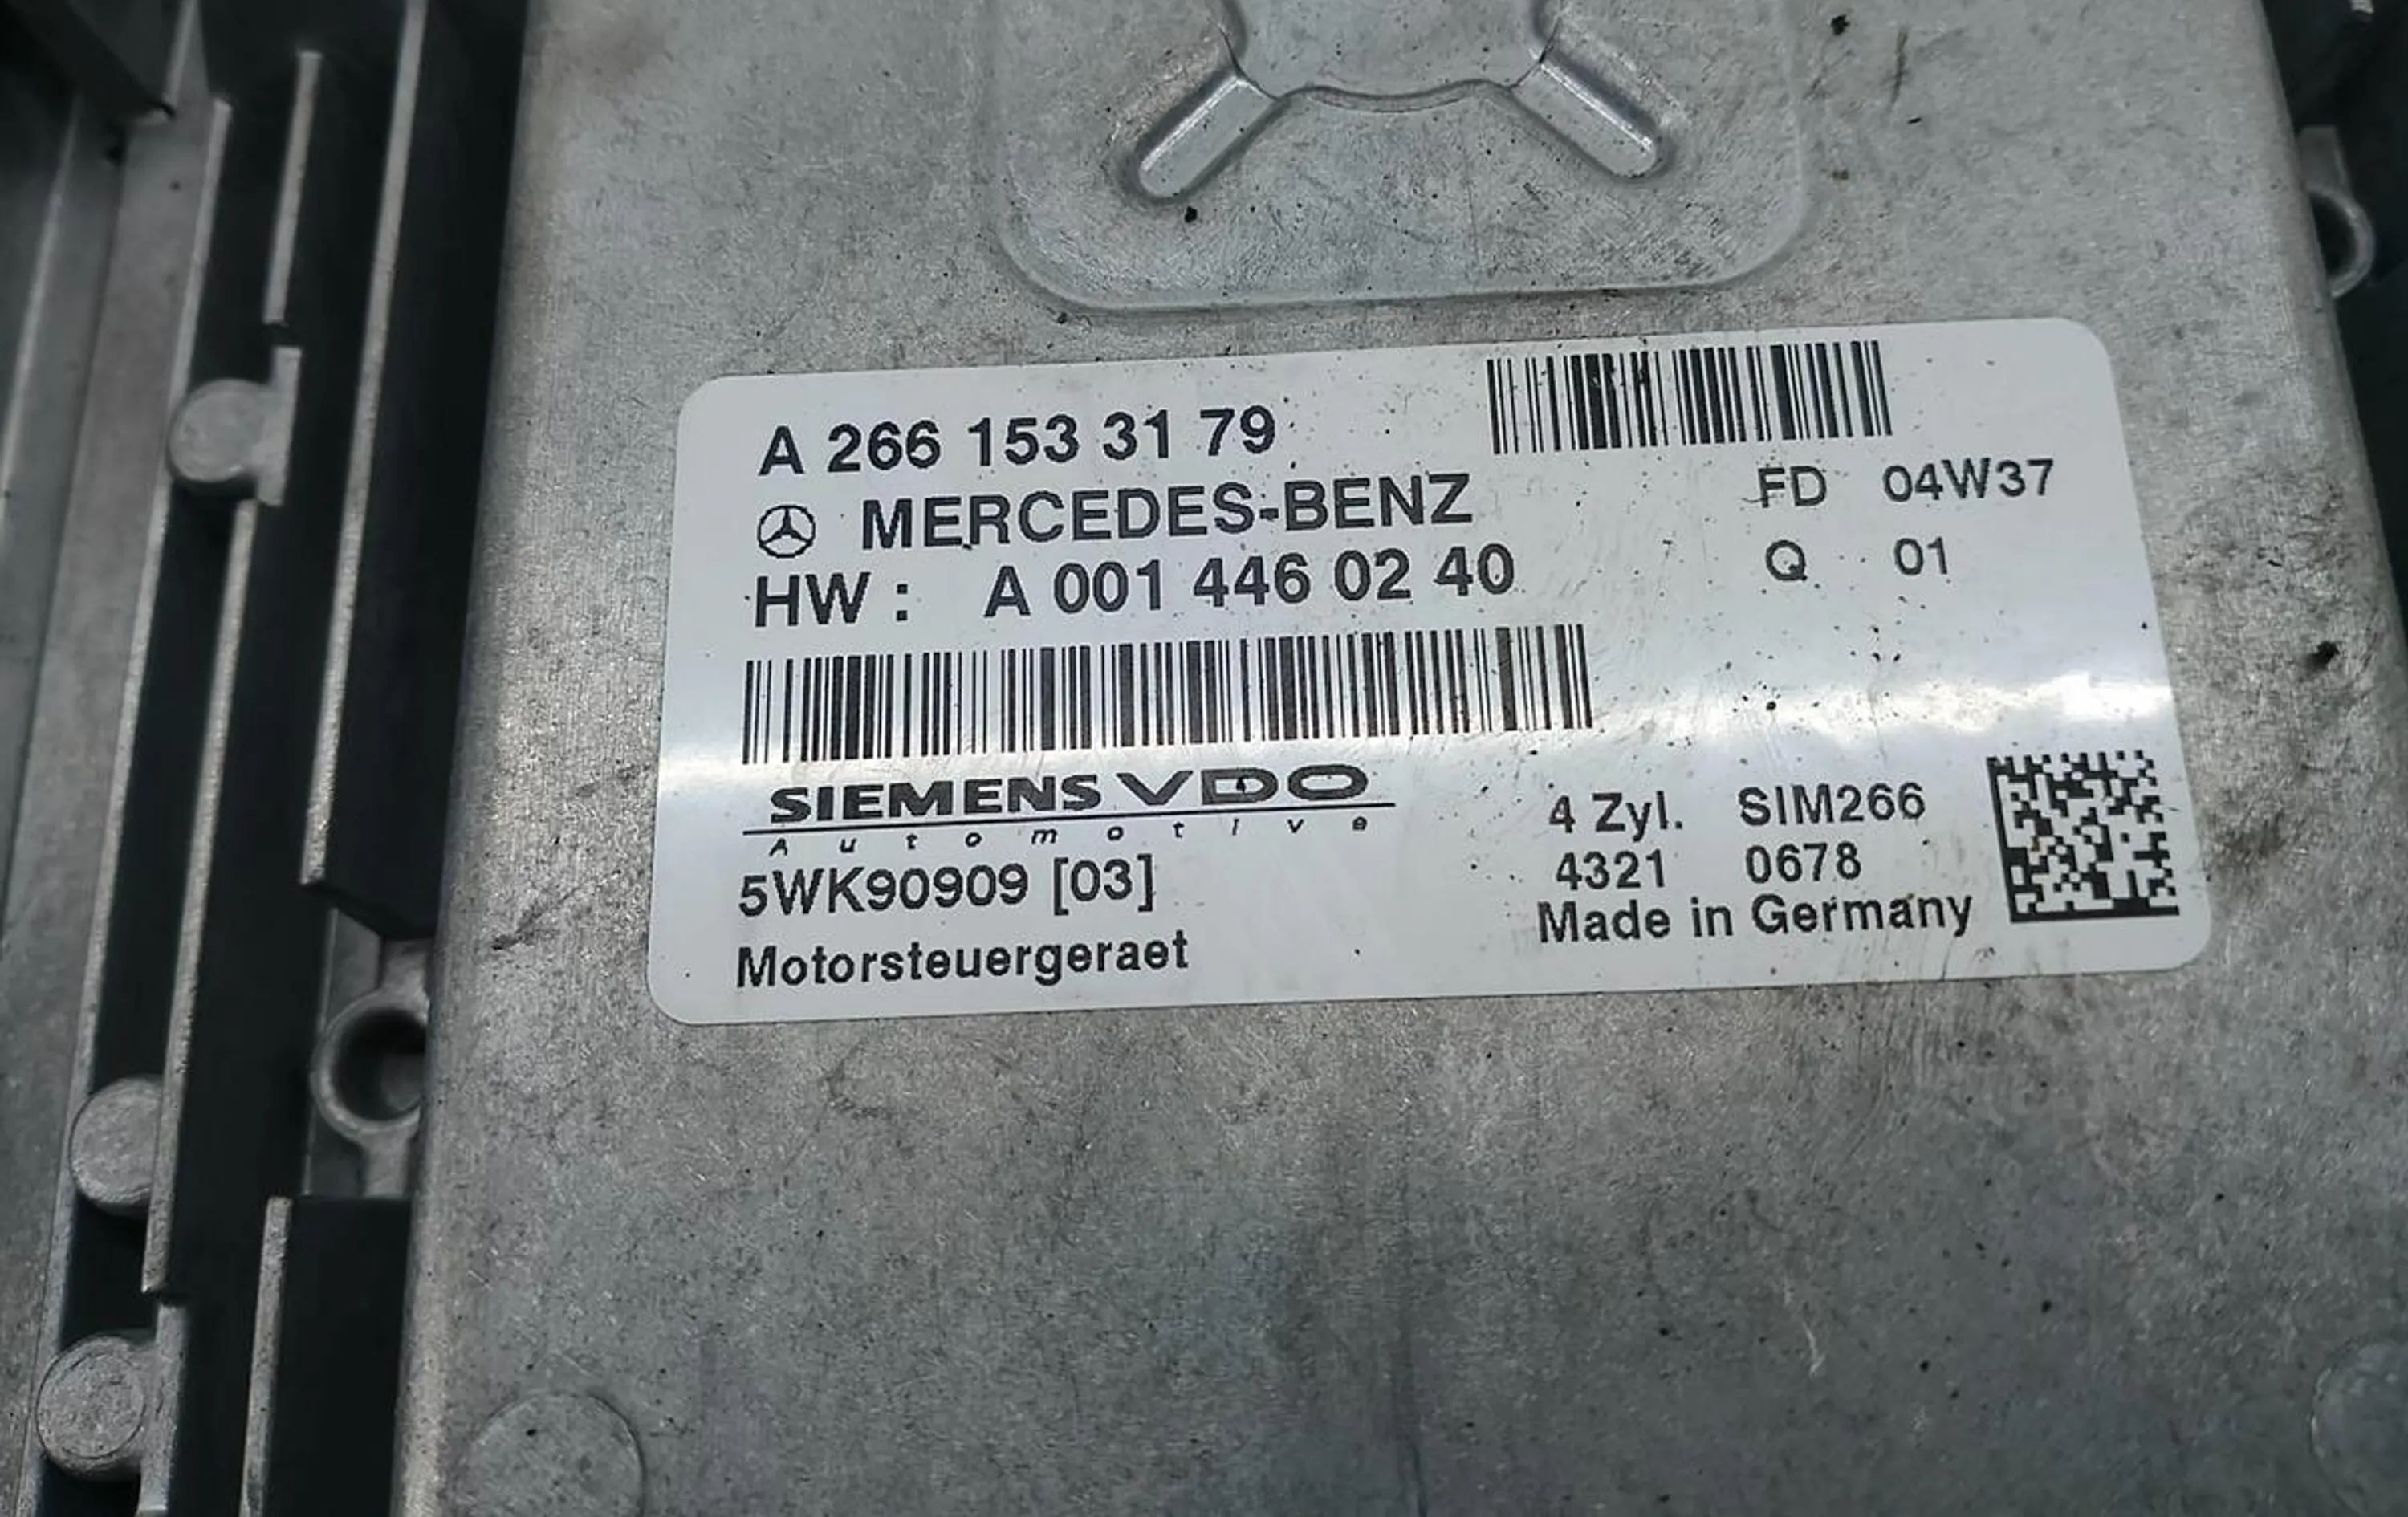 A 266 153 31 79
MERCEDES-BENZ
FD 04W37
HW : A 001 446 02 40
Q 01
SIEMENS VDO
Automotive
4 Zyl. SIM266
5WK90909 [03]
4321 0678
Motorsteuergeraet
Made in Germany